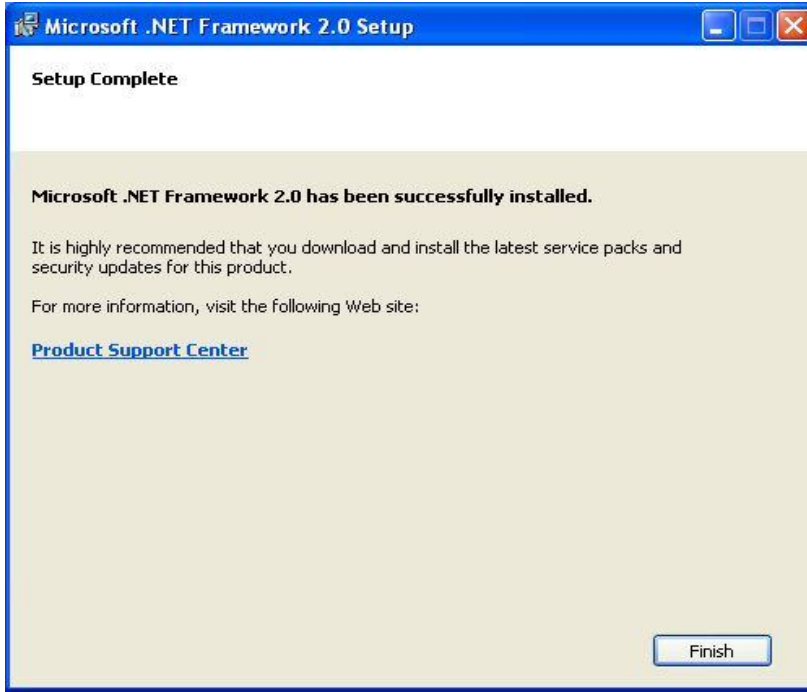 Microsoft .NET Framework 2.0 Setup
Setup Complete
Microsoft .NET Framework 2.0 has been successfully installed.
It is highly recommended that you download and install the latest service packs and
security updates for this product.
For more information, visit the following Web site:
Product Support Center
Finish